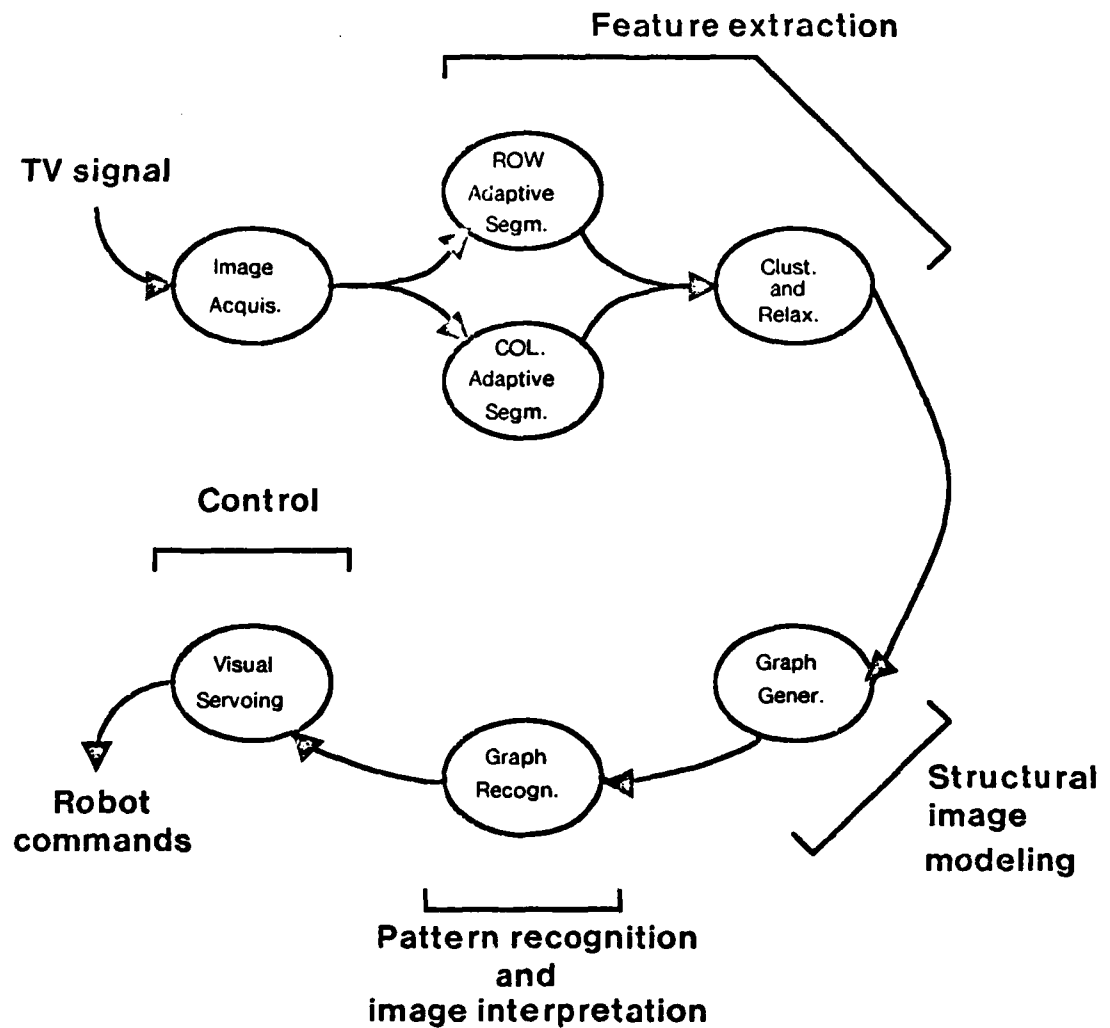 Feature extraction
TV signal
ROW
Adaptive
Segm.
Image
Acquis.
Clust.
and
Relax.
COL.
Adaptive
Segm.
Control
Visual
Servoing
Graph
Gener.
Graph
Recogn.
Robot
commands
Structural
image
modeling
Pattern recognition
and
image interpretation